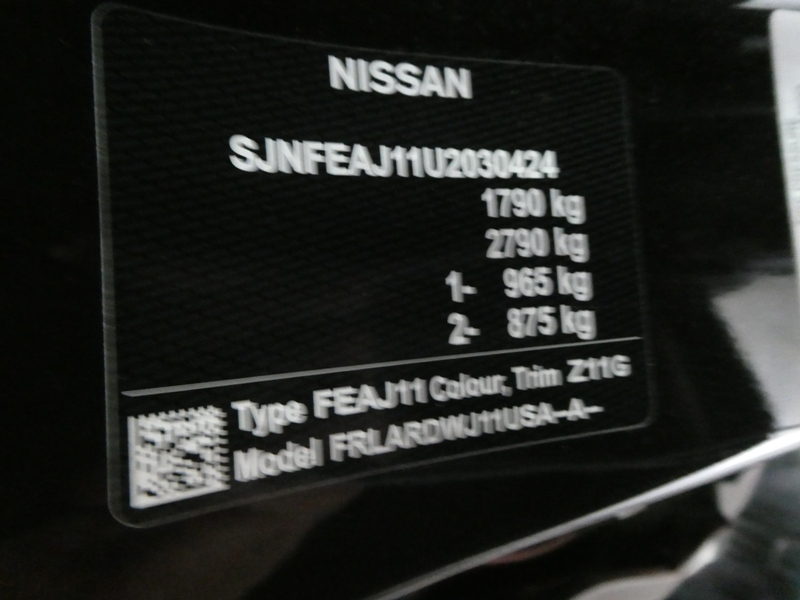 NISSAN
SJNFEAJ11U2030424
1790 kg
2790 kg
1- 965 kg
2- 875 kg
Type FEAJ11 Colour, Trim Z11G
Model FRLARDWJ11USA--A--